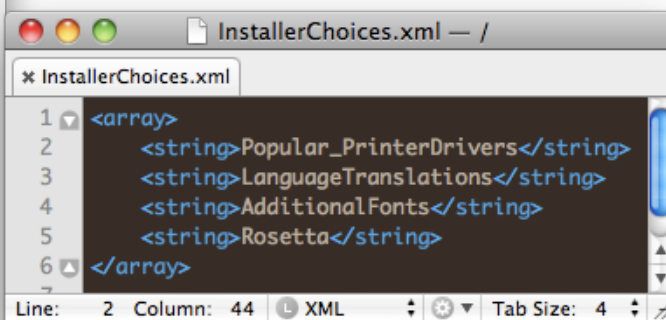 InstallerChoices.xml — /
× InstallerChoices.xml
1 <array>
2 <string>Popular_PrinterDrivers</string>
3 <string>LanguageTranslations</string>
4 <string>AdditionalFonts</string>
5 <string>Rosetta</string>
6 </array>
Line: 2 Column: 44 L XML Tab Size: 4